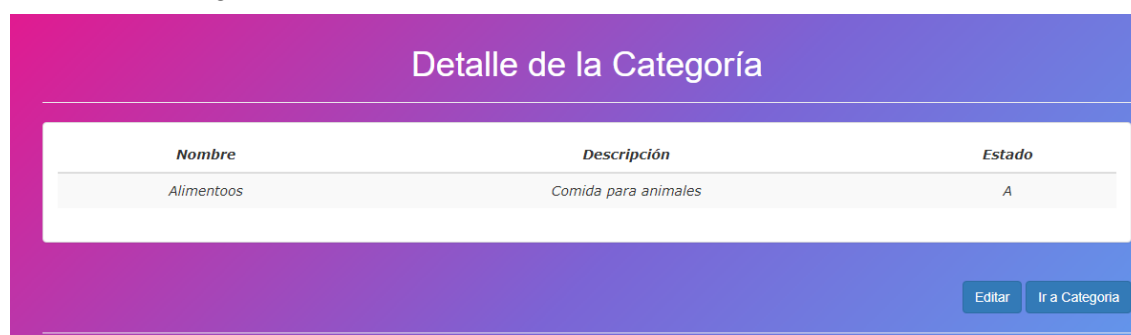 Detalle de la Categoría
Nombre Descripción Estado
Alimentoos Comida para animales A
Editar Ir a Categoria